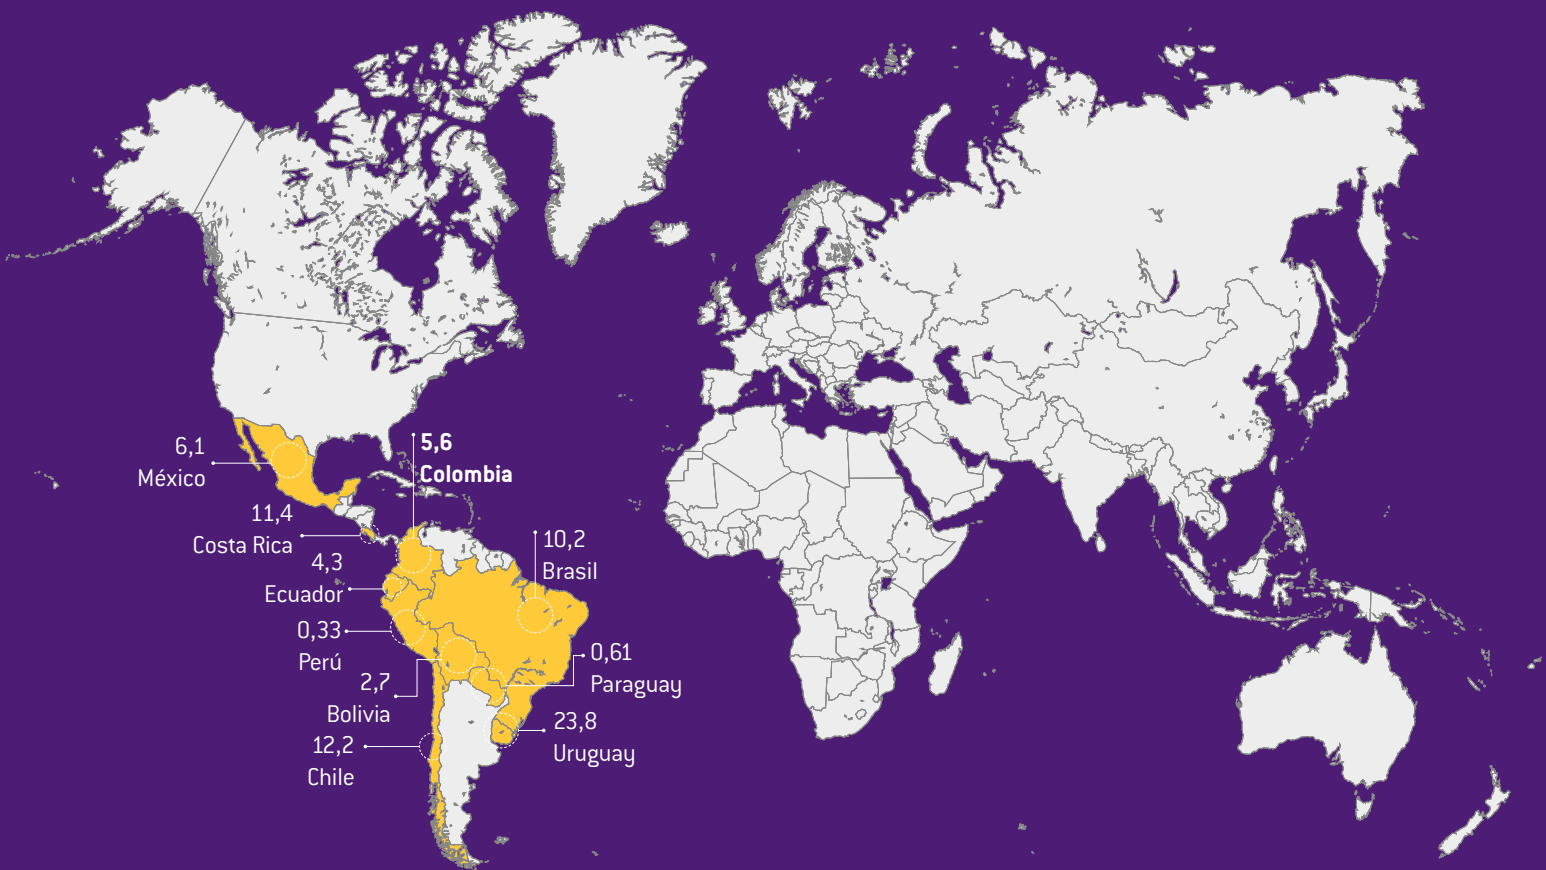 6,1
México
5,6
Colombia
11,4
Costa Rica
4,3
Ecuador
10,2
Brasil
0,33
Perú
0,61
Paraguay
2,7
Bolivia
23,8
Uruguay
12,2
Chile